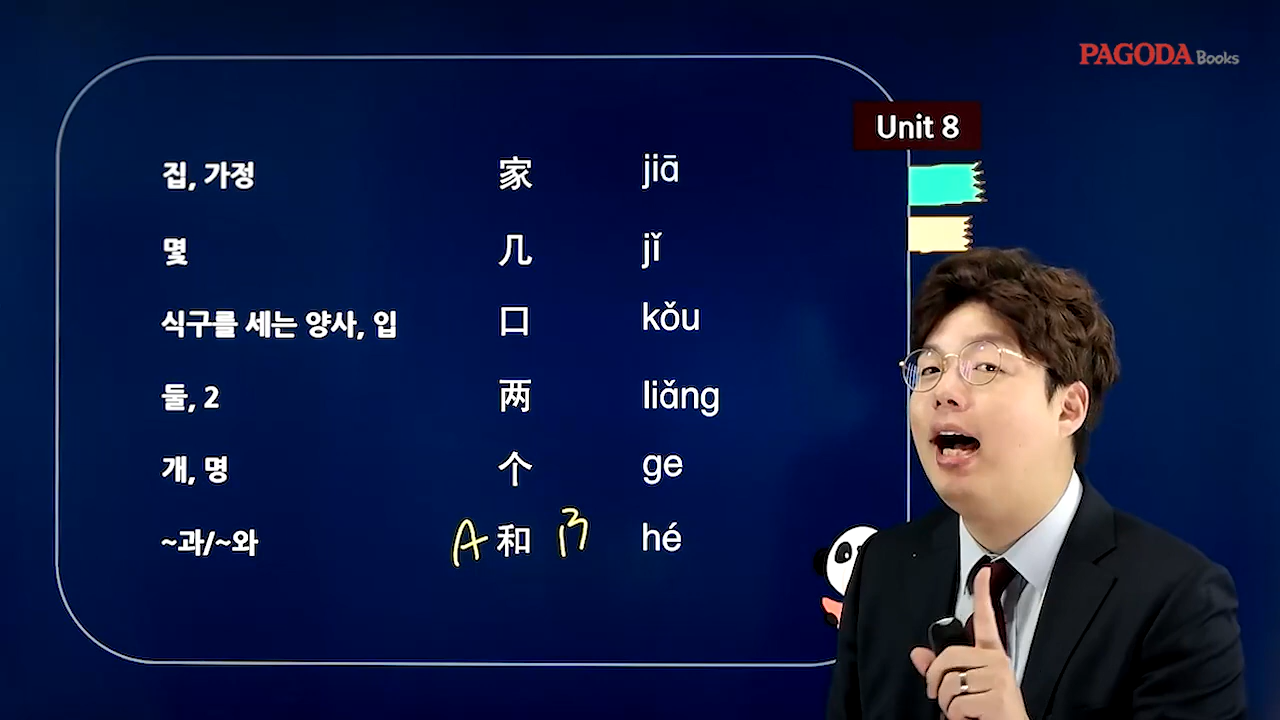 PAGODA Books
Unit 8
집, 가정 家 jiā
몇 几 jǐ
식구를 세는 양사, 입 口 kǒu
둘, 2 两 liǎng
개, 명 个 ge
~과/~와 A 和 B hé